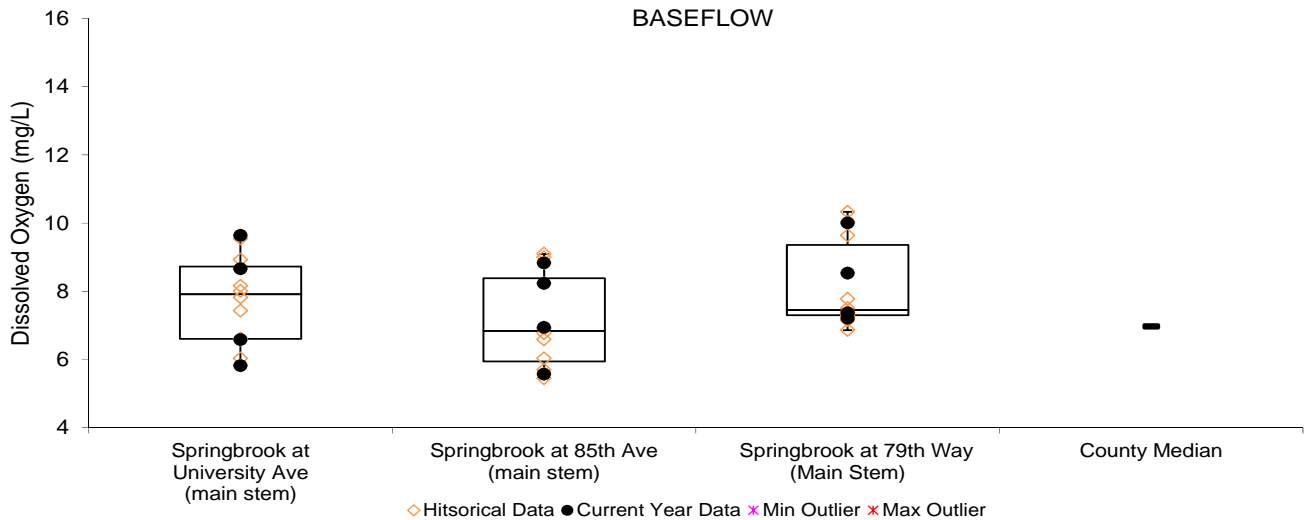 BASEFLOW
16
14
12
10
8
6
4
Dissolved Oxygen (mg/L)
Springbrook at
University Ave
(main stem)
Springbrook at 85th Ave
(main stem)
Springbrook at 79th Way
(Main Stem)
County Median
Hitsorical Data Current Year Data Min Outlier Max Outlier